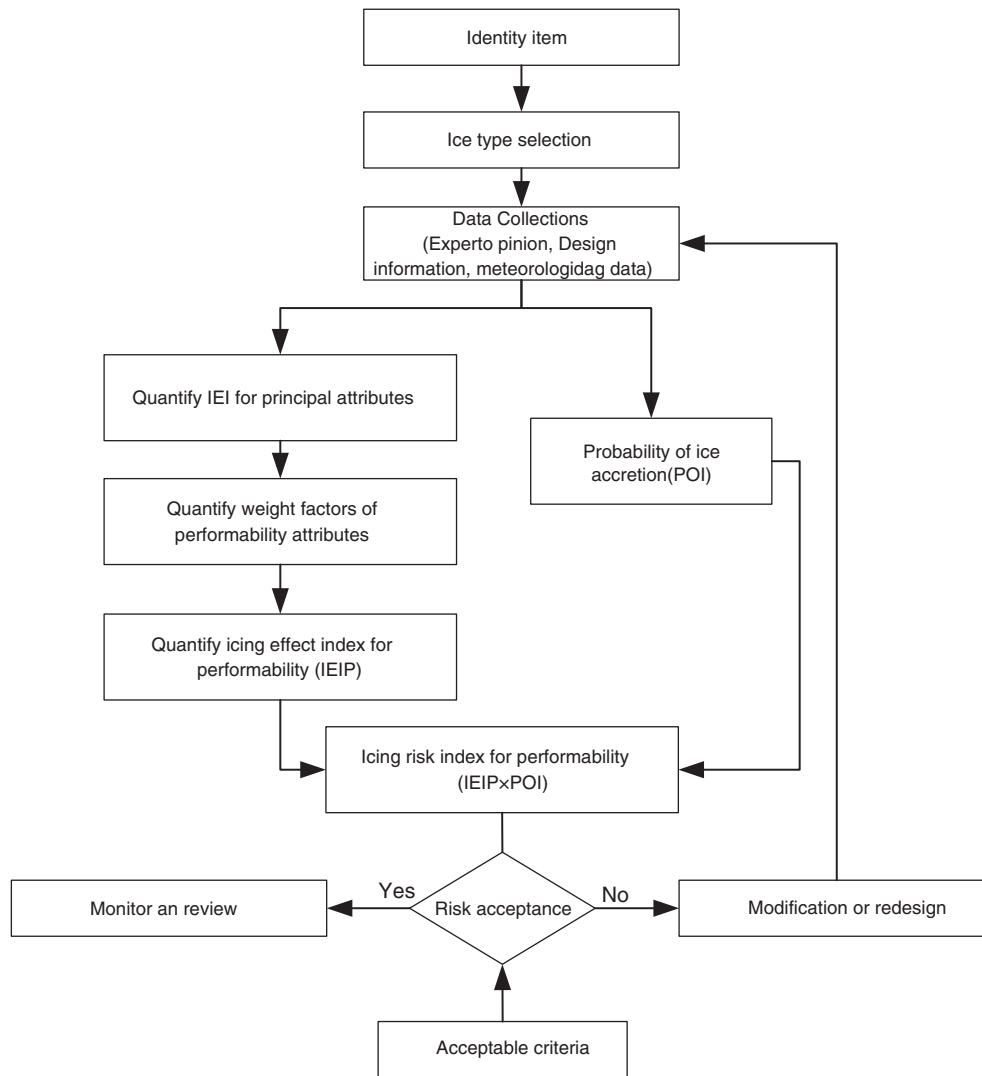 Identity item
Ice type selection
Data Collections
(Experto pinion, Design
information, meteorologidag data)
Quantify IEI for principal attributes
Probability of ice
accretion(POI)
Quantify weight factors of
performability attributes
Quantify icing effect index for
performability (IEIP)
Icing risk index for performability
(IEIP×POI)
Yes
No
Monitor an review
Risk acceptance
Modification or redesign
Acceptable criteria